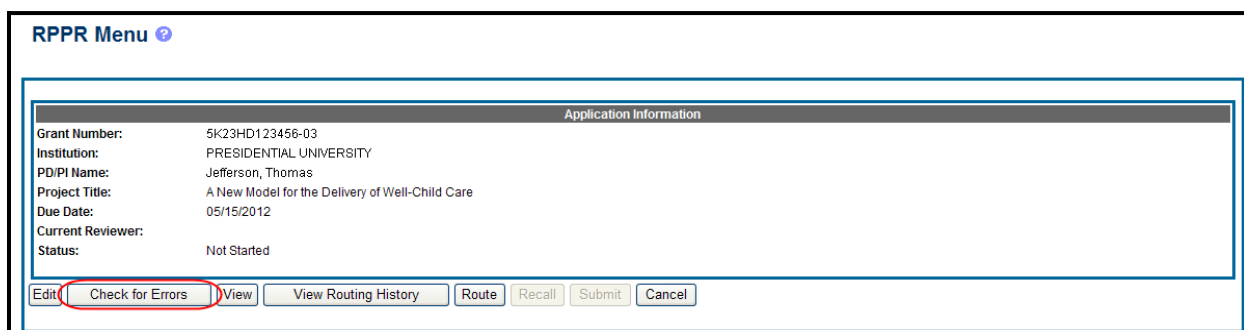 RPPR Menu ?
Application Information
Grant Number: 5K23HD123456-03
Institution: PRESIDENTIAL UNIVERSITY
PD/PI Name: Jefferson, Thomas
Project Title: A New Model for the Delivery of Well-Child Care
Due Date: 05/15/2012
Current Reviewer:
Status: Not Started
Edit Check for Errors View View Routing History Route Recall Submit Cancel